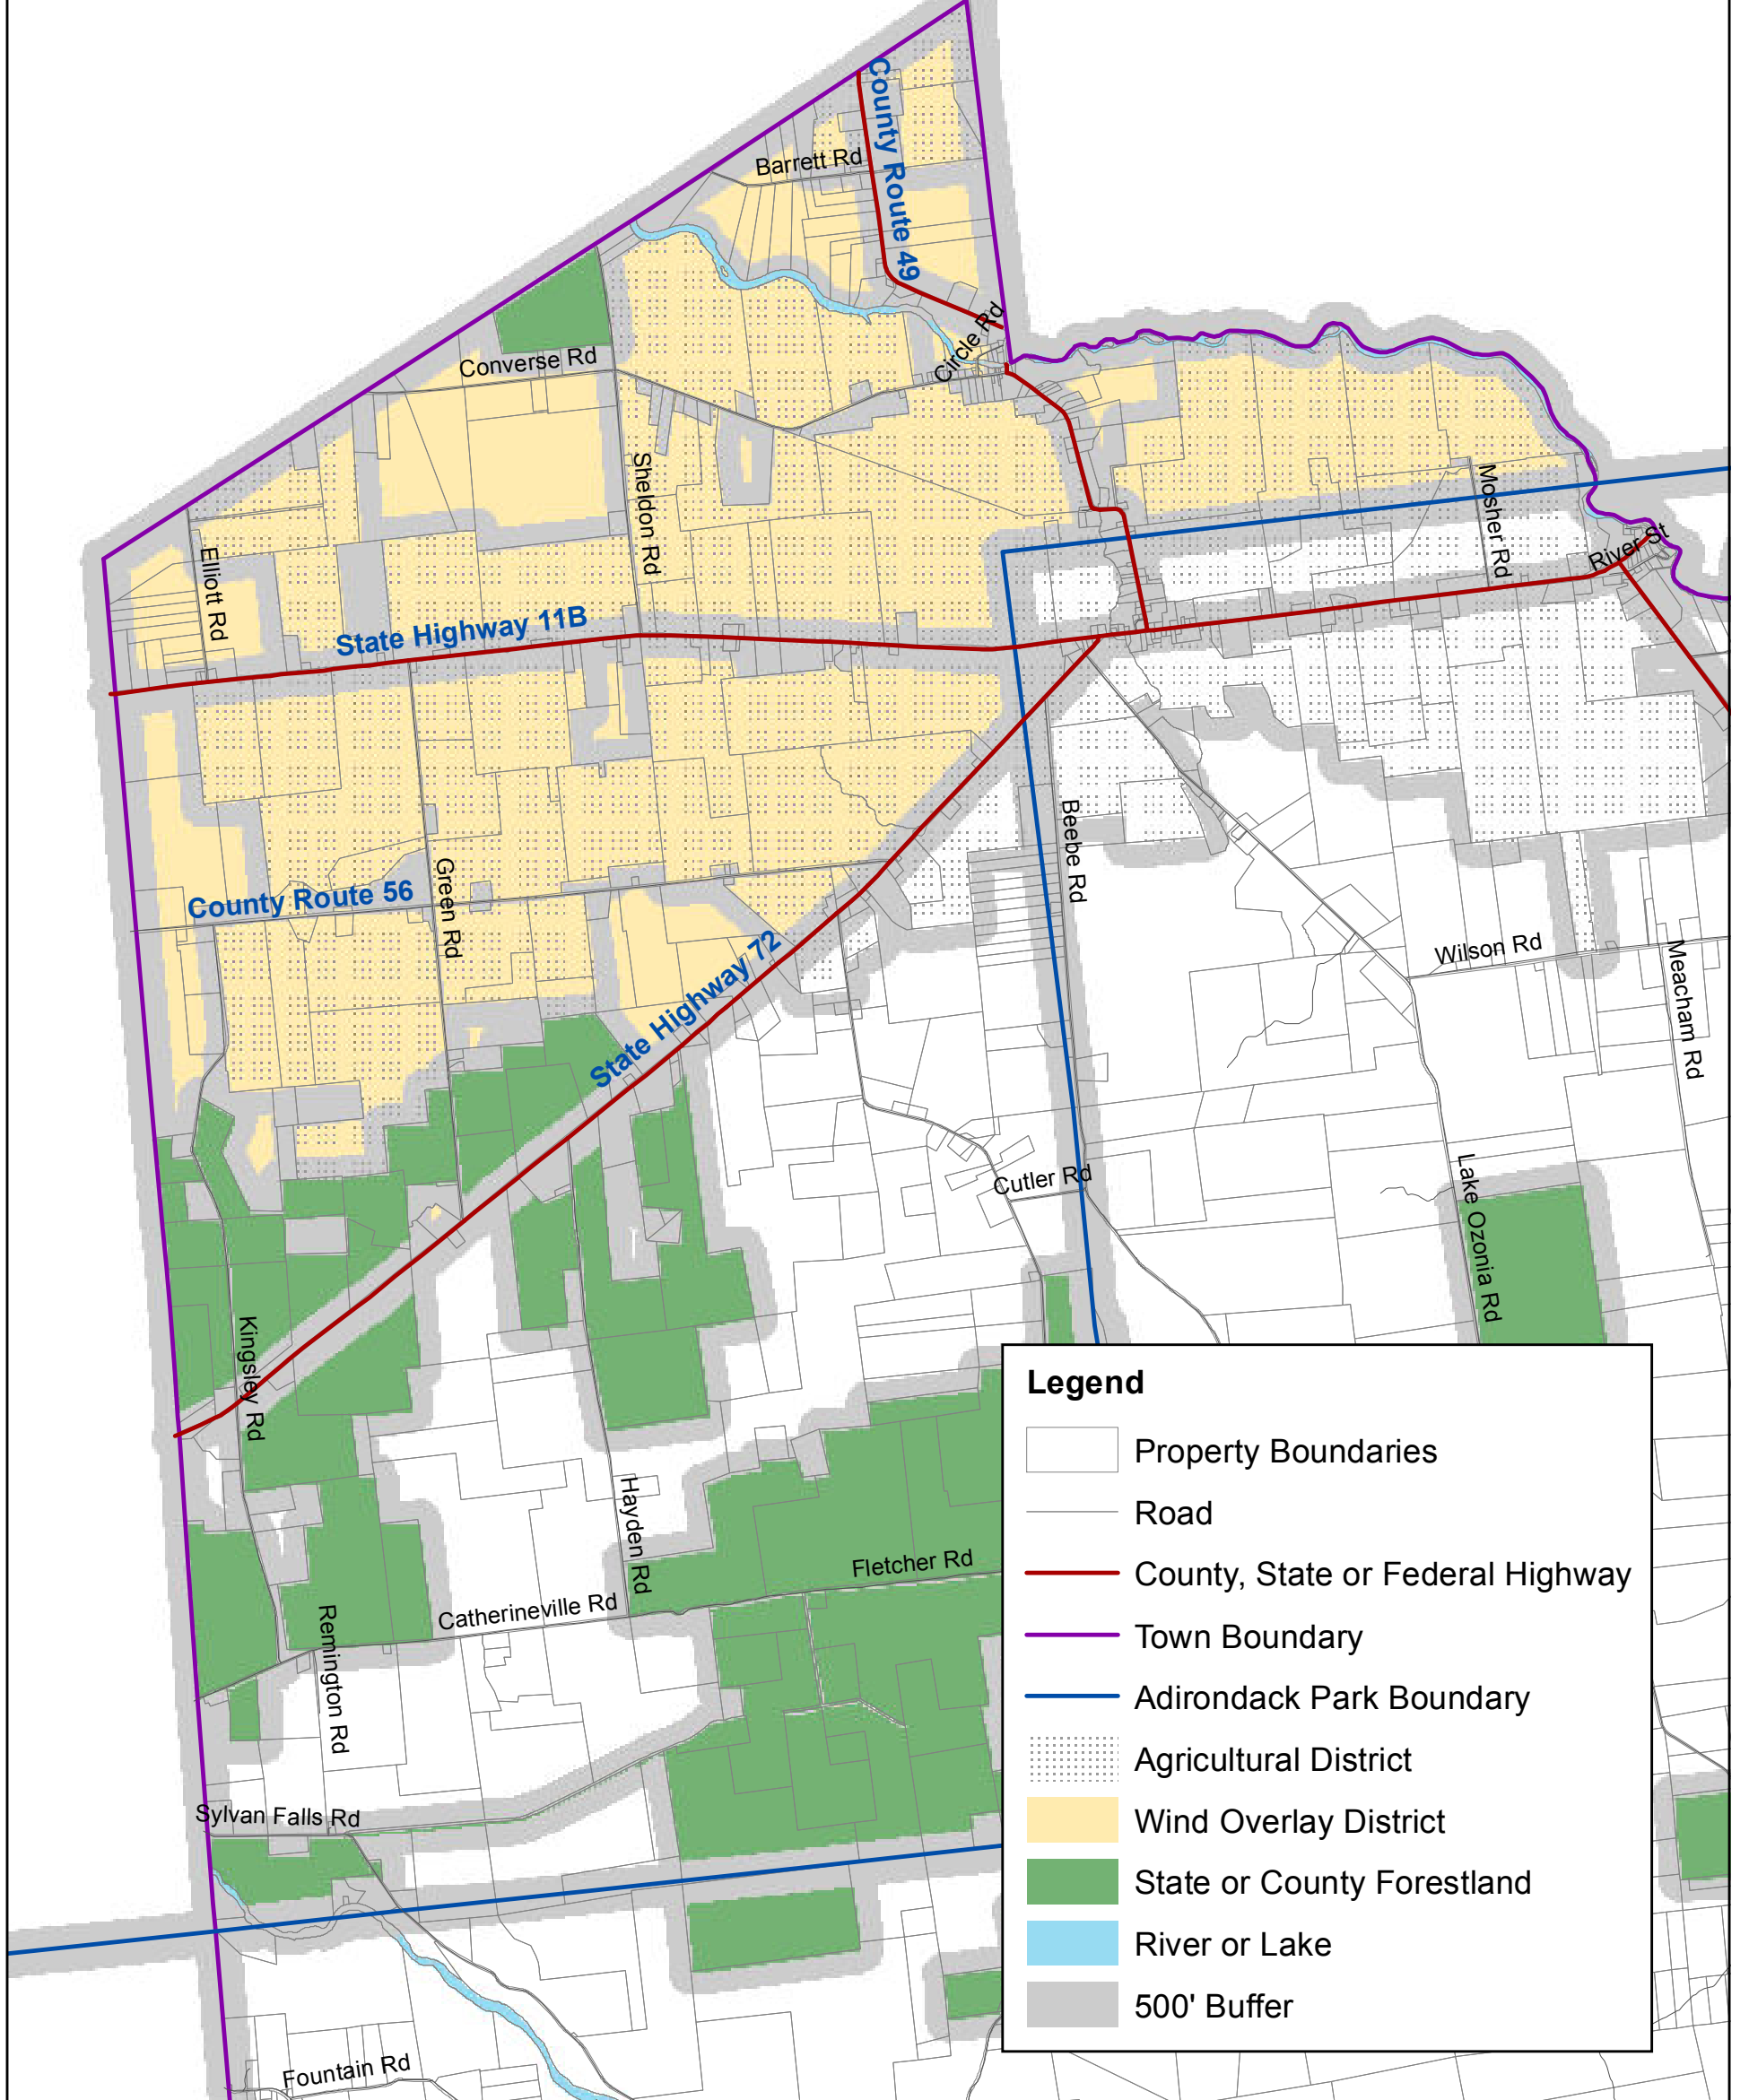 County Route 49
Barrett Rd
Circle Rd
Converse Rd
Sheldon Rd
Mosher Rd
River St
Elliott Rd
State Highway 11B
Beebe Rd
Green Rd
County Route 56
State Highway 72
Wilson Rd
Meacham Rd
Cutler Rd
Lake Ozonia Rd
Kingsley Rd
Hayden Rd
Fletcher Rd
Catherineville Rd
Remington Rd
Sylvan Falls Rd
Fountain Rd
Legend
Property Boundaries
Road
County, State or Federal Highway
Town Boundary
Adirondack Park Boundary
Agricultural District
Wind Overlay District
State or County Forestland
River or Lake
500' Buffer